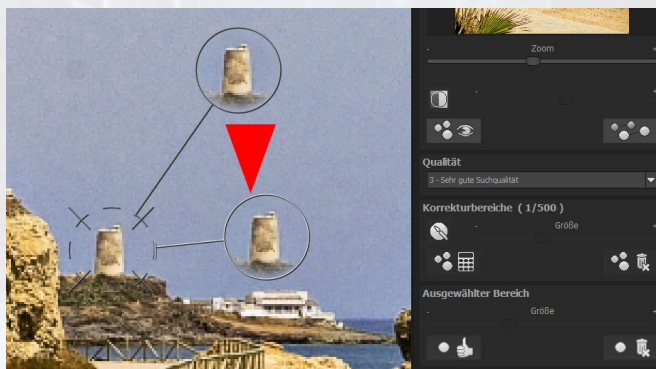 Zoom
Qualität
3 - Sehr gute Suchqualität
Korrekturbereiche ( 1/500 )
Größe
Ausgewählter Bereich
Größe